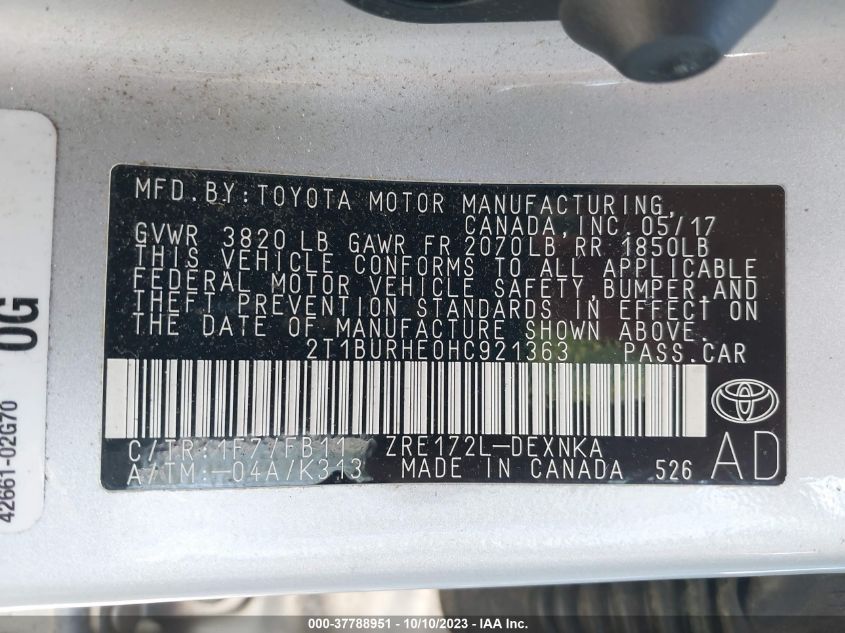 MFD.BY:TOYOTA MOTOR MANUFACTURING,
CANADA,INC.05/17
GVWR 3820LB GAWR FR 2070LB,RR 1850LB
THIS VEHICLE CONFORMS TO ALL APPLICABLE
FEDERAL MOTOR VEHICLE SAFETY,BUMPER,AND
THEFT PREVENTION STANDARDS IN EFFECT ON
THE DATE OF MANUFACTURE SHOWN ABOVE.
2T1BURHE0HC921363 PASS.CAR
C/TR:1F7/FB11 ZRE172L-DEXNKA
A/TM:-04A/K313 MADE IN CANADA 526
AD
0G
42661-02G70
000-37788951 - 10/10/2023 - IAA Inc.